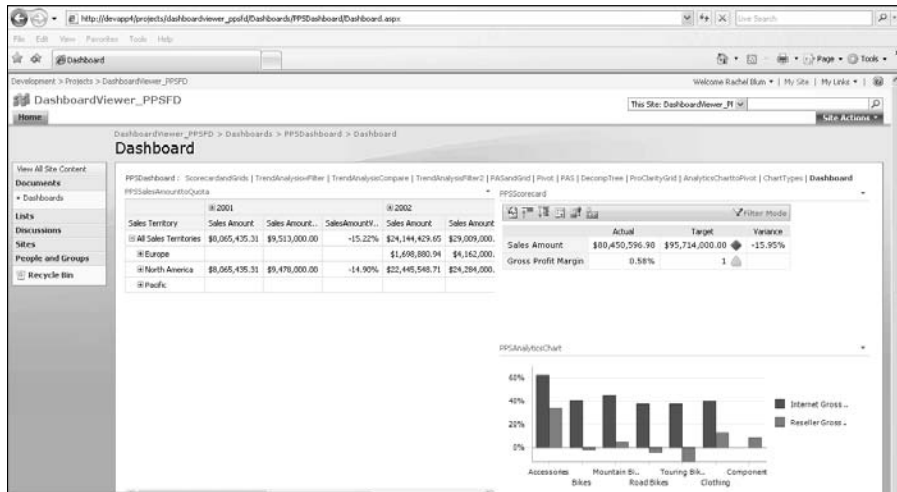 http://devapp4/projects/dashboardviewer_ppsfd/Dashboards/PPSDashboard/Dashboard.aspx
Live Search
File Edit View Favorites Tools Help
Dashboard
Page Tools
Development > Projects > DashboardViewer_PPSFD
Welcome Rachel Blum | My Site | My Links
DashboardViewer_PPSFD
This Site: DashboardViewer_P
Home
Site Actions
DashboardViewer_PPSFD > Dashboards > PPSDashboard > Dashboard
Dashboard
View All Site Content
Documents
Dashboards
Lists
Discussions
Sites
People and Groups
Recycle Bin
PPSDashboard : ScorecardandGrids | TrendAnalysiswFilter | TrendAnalysisCompare | TrendAnalysisFilter2 | PASandGrid | Pivot | PAS | DecompTree | ProClarityGrid | AnalyticsCharttoPivot | ChartTypes | Dashboard
PPSSalesAmounttoQuota
2001 2002
Sales Territory Sales Amount Sales Amount... SalesAmountV... Sales Amount Sales Amount
All Sales Territories $8,065,435.31 $9,513,000.00 -15.22% $24,144,429.65 $29,009,000.
Europe $1,698,880.94 $4,162,000.
North America $8,065,435.31 $9,478,000.00 -14.90% $22,445,548.71 $24,284,000.
Pacific
PPSScorecard
Filter Mode
Actual Target Variance
Sales Amount $80,450,596.98 $95,714,000.00 -15.95%
Gross Profit Margin 0.58% 1
PPSAnalyticsChart
60%
40%
20%
0%
Internet Gross ...
Reseller Gross .
Accessories Mountain Bi... Touring Bik... Component
Bikes Road Bikes Clothing